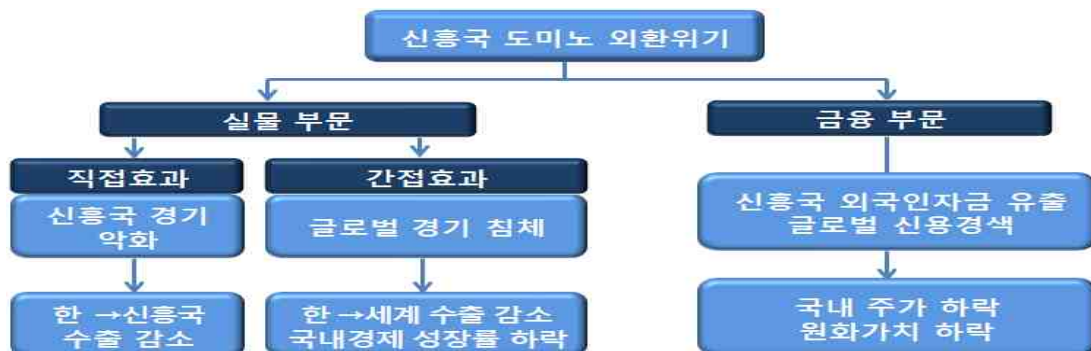 신흥국 도미노 외환위기
실물 부문
금융 부문
직접효과
간접효과
신흥국 경기
악화
글로벌 경기 침체
신흥국 외국인자금 유출
글로벌 신용경색
한 →신흥국
수출 감소
한 →세계 수출 감소
국내경제 성장률 하락
국내 주가 하락
원화가치 하락